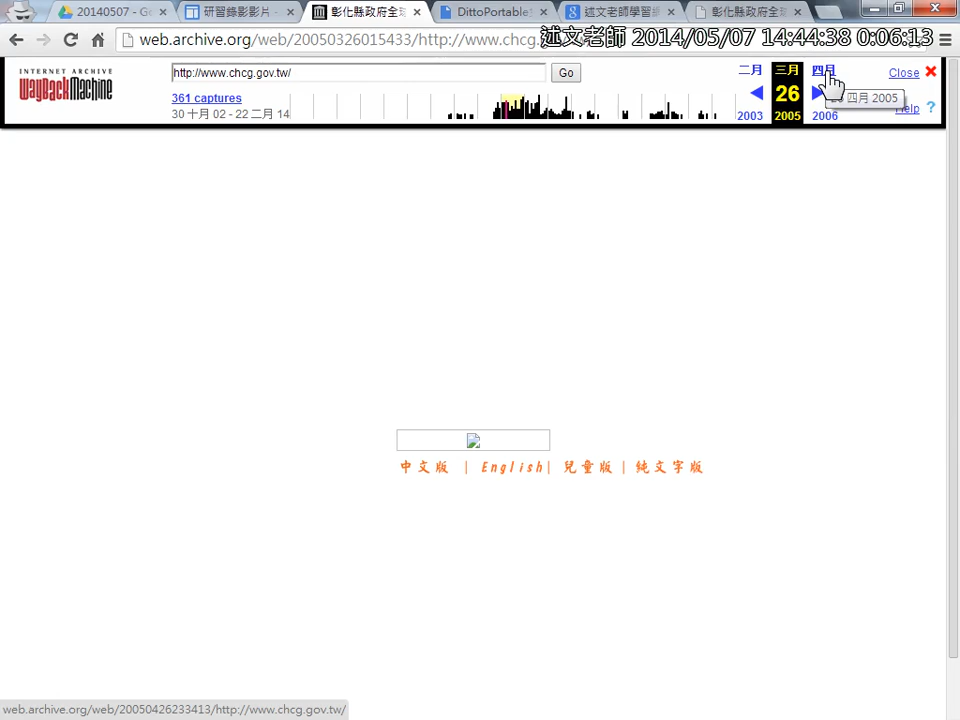 20140507 - Go
研習錄影影片 -
彰化縣政府全球
DittoPortable
述文老師學習網
彰化縣政府全球
web.archive.org/web/20050326015433/http://www.chcg.
述文老師 2014/05/07 14:44:38 0:06:13
INTERNET ARCHIVE
WayBackMachine
http://www.chcg.gov.tw/
Go
二月 三月 四月
Close
361 captures
26
四月 2005
30 十月 02 - 22 二月 14
2003 2005 2006
Help ?
中文版 | English| 兒童版 | 純文字版
web.archive.org/web/20050426233413/http://www.chcg.gov.tw/